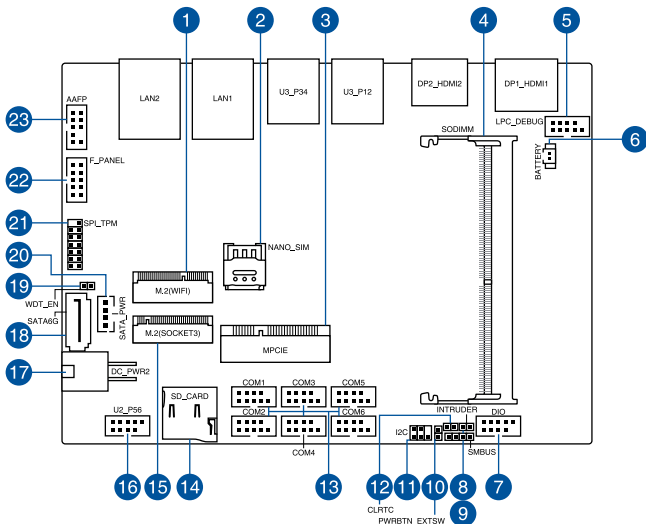 1 2 3 4 5
AAFP
LAN2 LAN1 U3_P34 U3_P12 DP2_HDMI2 DP1_HDMI1
23
LPC_DEBUG
SODIMM
6
BATTERY
F_PANEL
22
21
SPI_TPM
20
NANO_SIM
19
M.2(WIFI)
WDT_EN
SATA_PWR
SATA6G
18
M.2(SOCKET3)
MPCIE
17
DC_PWR2
COM1 COM3 COM5
SD_CARD
U2_P56
COM2 COM6
INTRUDER DIO
I2C
COM4
SMBUS
16 15 14 13 12 11 10 8 7
CLRTC
9
PWRBTN_EXTSW